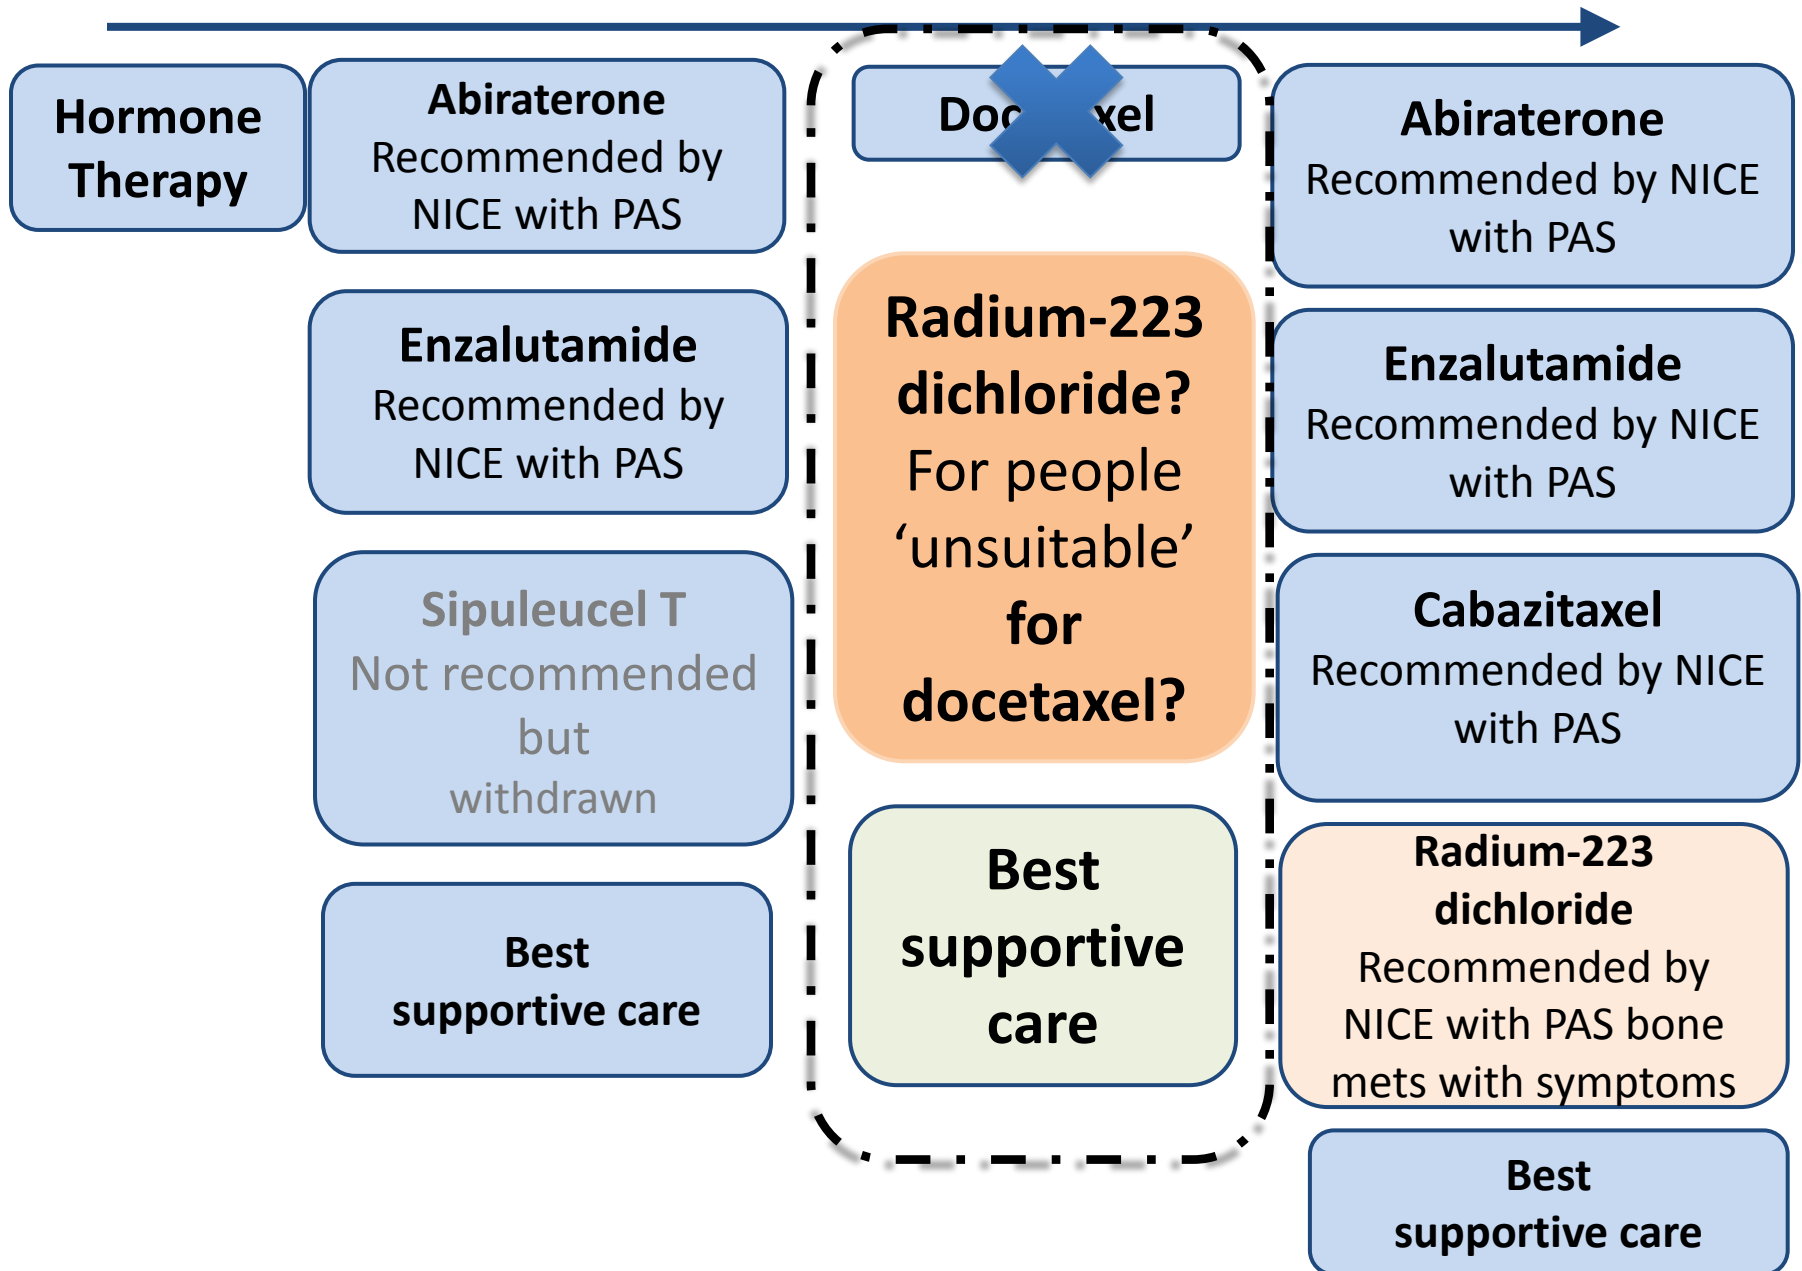 Hormone
Therapy
Abiraterone
Recommended by
NICE with PAS
Enzalutamide
Recommended by
NICE with PAS
Sipuleucel T
Not recommended
but
withdrawn
Best
supportive care
Docetaxel
Radium-223
dichloride?
For people
‘unsuitable’
for
docetaxel?
Best
supportive
care
Abiraterone
Recommended by NICE
with PAS
Enzalutamide
Recommended by NICE
with PAS
Cabazitaxel
Recommended by NICE
with PAS
Radium-223
dichloride
Recommended by
NICE with PAS bone
mets with symptoms
Best
supportive care